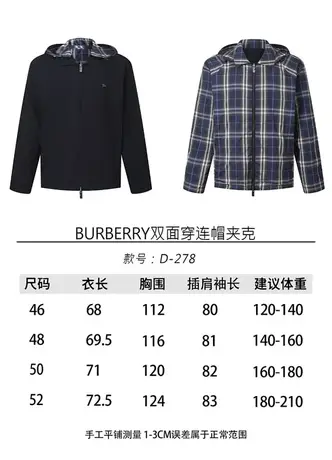 BURBERRY双面穿连帽夹克
款号：D-278
尺码 衣长 胸围 插肩袖长 建议体重
46 68 112 80 120-140
48 69.5 116 81 140-160
50 71 120 82 160-180
52 72.5 124 83 180-210
手工平铺测量 1-3CM误差属于正常范围